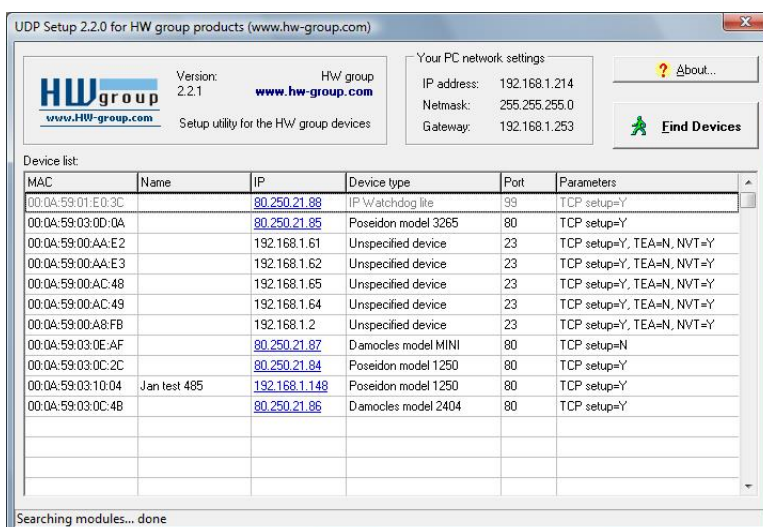 UDP Setup 2.2.0 for HW group products (www.hw-group.com)
HW group
www.HW-group.com
Version: HW group
2.2.1 www.hw-group.com
Setup utility for the HW group devices
Your PC network settings
IP address: 192.168.1.214
Netmask: 255.255.255.0
Gateway: 192.168.1.253
? About...
Find Devices
Device list:
MAC Name IP Device type Port Parameters
00:0A:59:01:E0:3C 80.250.21.88 IP Watchdog lite 99 TCP setup=Y
00:0A:59:03:0D:0A 80.250.21.85 Poseidon model 3265 80 TCP setup=Y
00:0A:59:00:AA:E2 192.168.1.61 Unspecified device 23 TCP setup=Y, TEA=N, NVT=Y
00:0A:59:00:AA:E3 192.168.1.62 Unspecified device 23 TCP setup=Y, TEA=N, NVT=Y
00:0A:59:00:AC:48 192.168.1.65 Unspecified device 23 TCP setup=Y, TEA=N, NVT=Y
00:0A:59:00:AC:49 192.168.1.64 Unspecified device 23 TCP setup=Y, TEA=N, NVT=Y
00:0A:59:00:A8:FB 192.168.1.2 Unspecified device 23 TCP setup=Y, TEA=N, NVT=Y
00:0A:59:03:0E:AF 80.250.21.87 Damocles model MINI 80 TCP setup=N
00:0A:59:03:0C:2C 80.250.21.84 Poseidon model 1250 80 TCP setup=Y
00:0A:59:03:10:04 Jan test 485 192.168.1.148 Poseidon model 1250 80 TCP setup=Y
00:0A:59:03:0C:4B 80.250.21.86 Damocles model 2404 80 TCP setup=Y
Searching modules... done